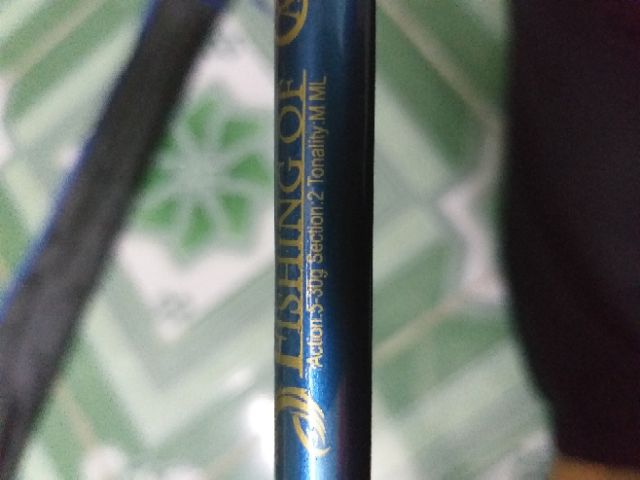 FISHING OF
Action:5-30g Section:2 Tonality:M ML